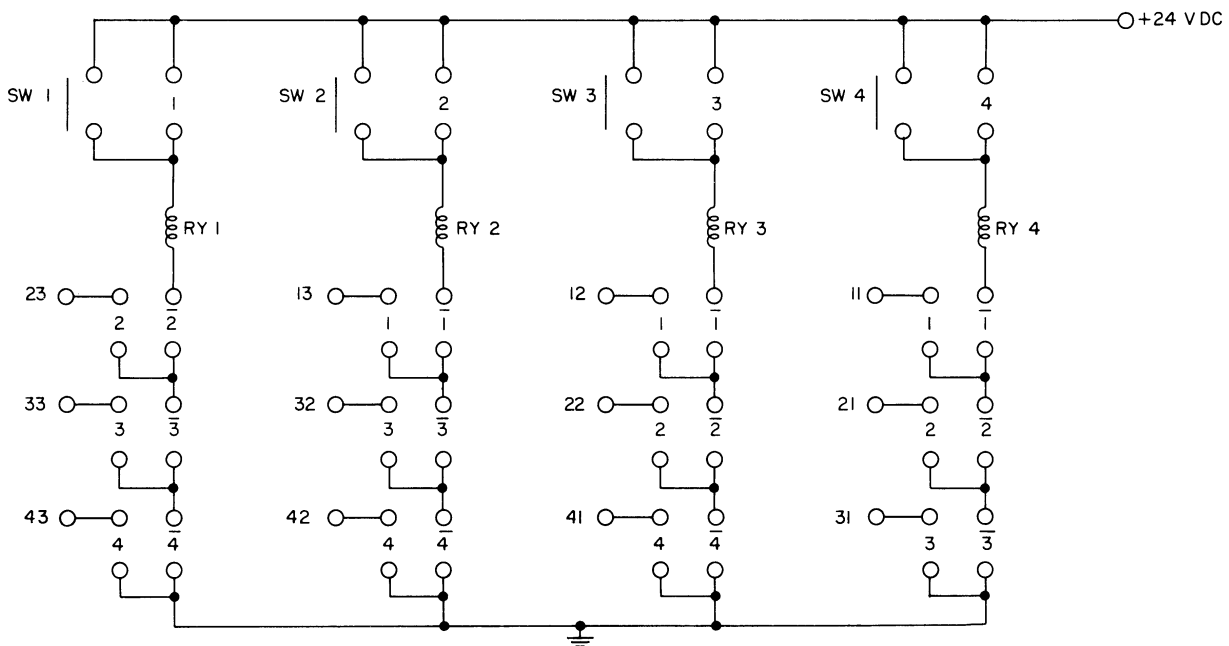 +24 V DC
SW 1 1 SW 2 2 SW 3 3 SW 4 4
RY 1 RY 2 RY 3 RY 4
23 13 12 11
2 2̅ 1 1̅ 1 1̅ 1 1̅
33 32 22 21
3 3̅ 3 3̅ 2 2̅ 2 2̅
43 42 41 31
4 4̅ 4 4̅ 4 4̅ 3 3̅